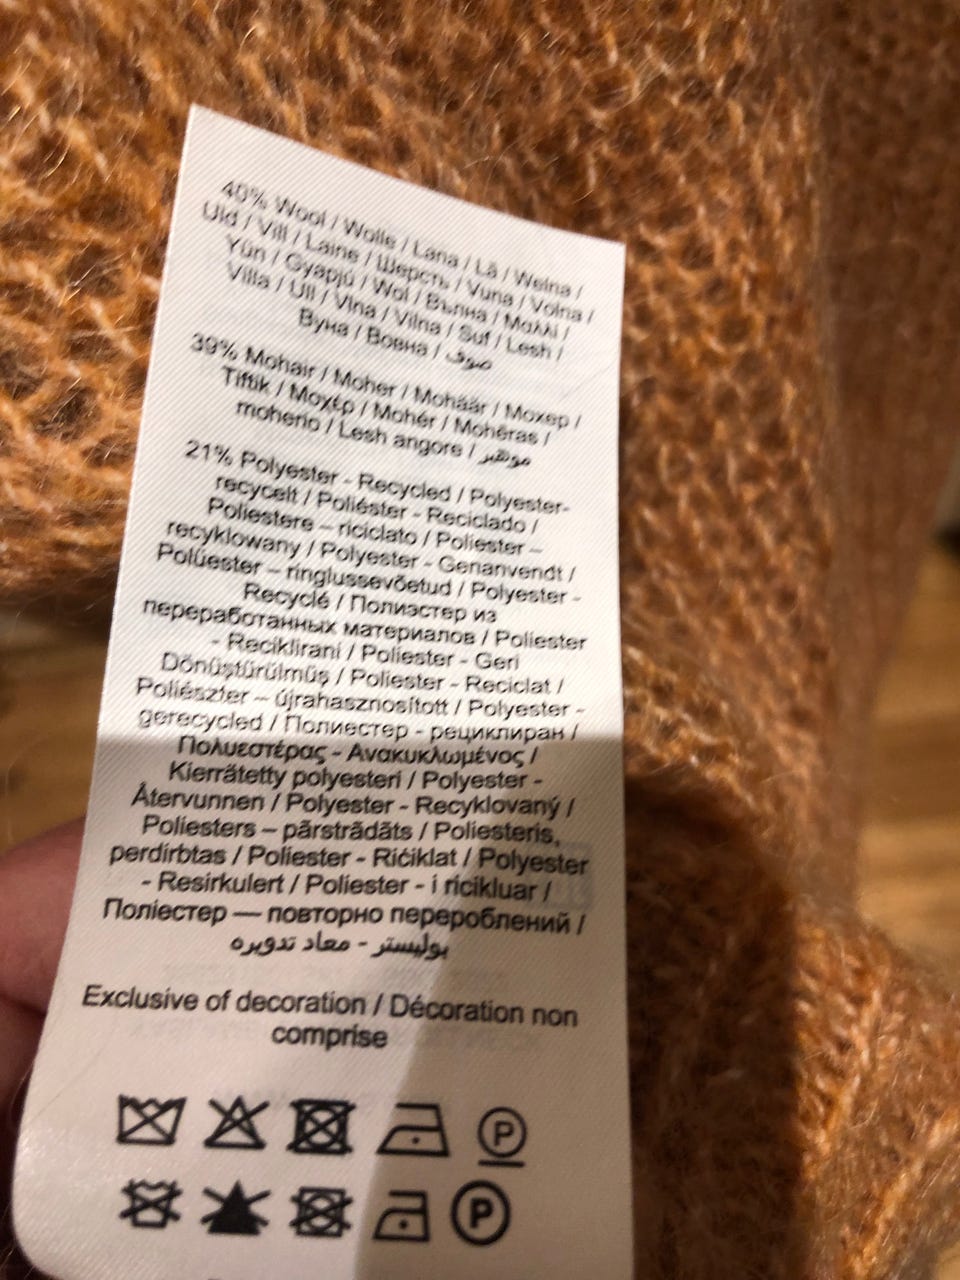 40% Wool / Wolle / Lana / Lã / Wełna /
Uld / Vill / Laine / Шерсть / Vuna / Volna /
Yün / Gyapjú / Wol / Вълна / Μαλλί /
Villa / Ull / Vlna / Vilna / Suf / Lesh /
Вуна / Вовна / صوف
39% Mohair / Moher / Mohäär / Мохер /
Tiftik / Μοχέρ / Mohér / Mohēras /
moherio / Lesh angore / موهير
21% Polyester - Recycled / Polyester-
recycelt / Poliéster - Reciclado /
Poliestere – riciclato / Poliester –
recyklowany / Polyester - Genanvendt /
Polüester – ringlussevõetud / Polyester -
Recyclé / Полиэстер из
переработанных материалов / Poliester
- Reciklirani / Poliester - Geri
Dönüştürülmüş / Poliester - Reciclat /
Poliészter – újrahasznosított / Polyester -
gerecycled / Полиестер - рециклиран /
Πολυεστέρας - Ανακυκλωμένος /
Kierrätetty polyesteri / Polyester -
Återvunnen / Polyester - Recyklovaný /
Poliesters – pārstrādāts / Poliesteris,
perdirbtas / Poliester - Riċiklat / Polyester
- Resirkulert / Poliester - i ricikluar /
Поліестер — повторно перероблений /
بوليستر - معاد تدويره
Exclusive of decoration / Décoration non
comprise
P
P